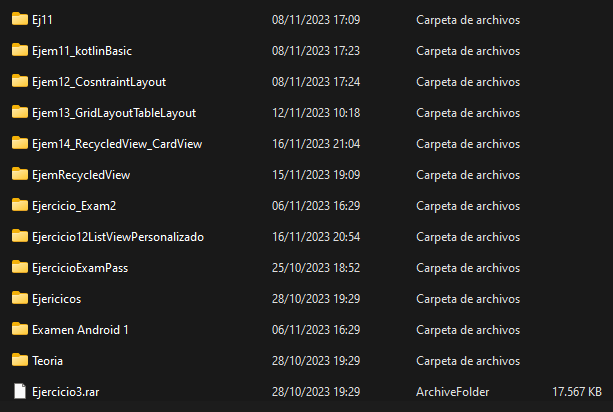 Ej11 08/11/2023 17:09 Carpeta de archivos
Ejem11_kotlinBasic 08/11/2023 17:23 Carpeta de archivos
Ejem12_CosntraintLayout 08/11/2023 17:24 Carpeta de archivos
Ejem13_GridLayoutTableLayout 12/11/2023 10:18 Carpeta de archivos
Ejem14_RecycledView_CardView 16/11/2023 21:04 Carpeta de archivos
EjemRecycledView 15/11/2023 19:09 Carpeta de archivos
Ejercicio_Exam2 06/11/2023 16:29 Carpeta de archivos
Ejercicio12ListViewPersonalizado 16/11/2023 20:54 Carpeta de archivos
EjercicioExamPass 25/10/2023 18:52 Carpeta de archivos
Ejericicos 28/10/2023 19:29 Carpeta de archivos
Examen Android 1 06/11/2023 16:29 Carpeta de archivos
Teoria 28/10/2023 19:29 Carpeta de archivos
Ejercicio3.rar 28/10/2023 19:29 ArchiveFolder 17.567 KB